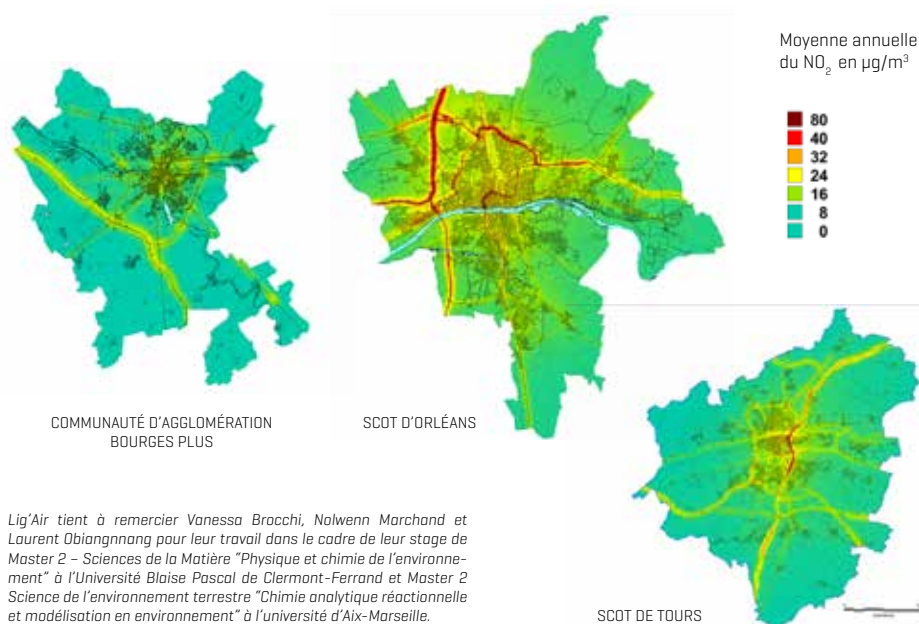 Moyenne annuelle
du NO₂ en µg/m³
80
40
32
24
16
8
0
COMMUNAUTÉ D'AGGLOMÉRATION
BOURGES PLUS
SCOT D'ORLÉANS
Lig'Air tient à remercier Vanessa Brocchi, Nolwenn Marchand et
Laurent Obiangnnang pour leur travail dans le cadre de leur stage de
Master 2 – Sciences de la Matière "Physique et chimie de l'environne-
ment" à l'Université Blaise Pascal de Clermont-Ferrand et Master 2
Science de l'environnement terrestre "Chimie analytique réactionnelle
et modélisation en environnement" à l'université d'Aix-Marseille.
SCOT DE TOURS